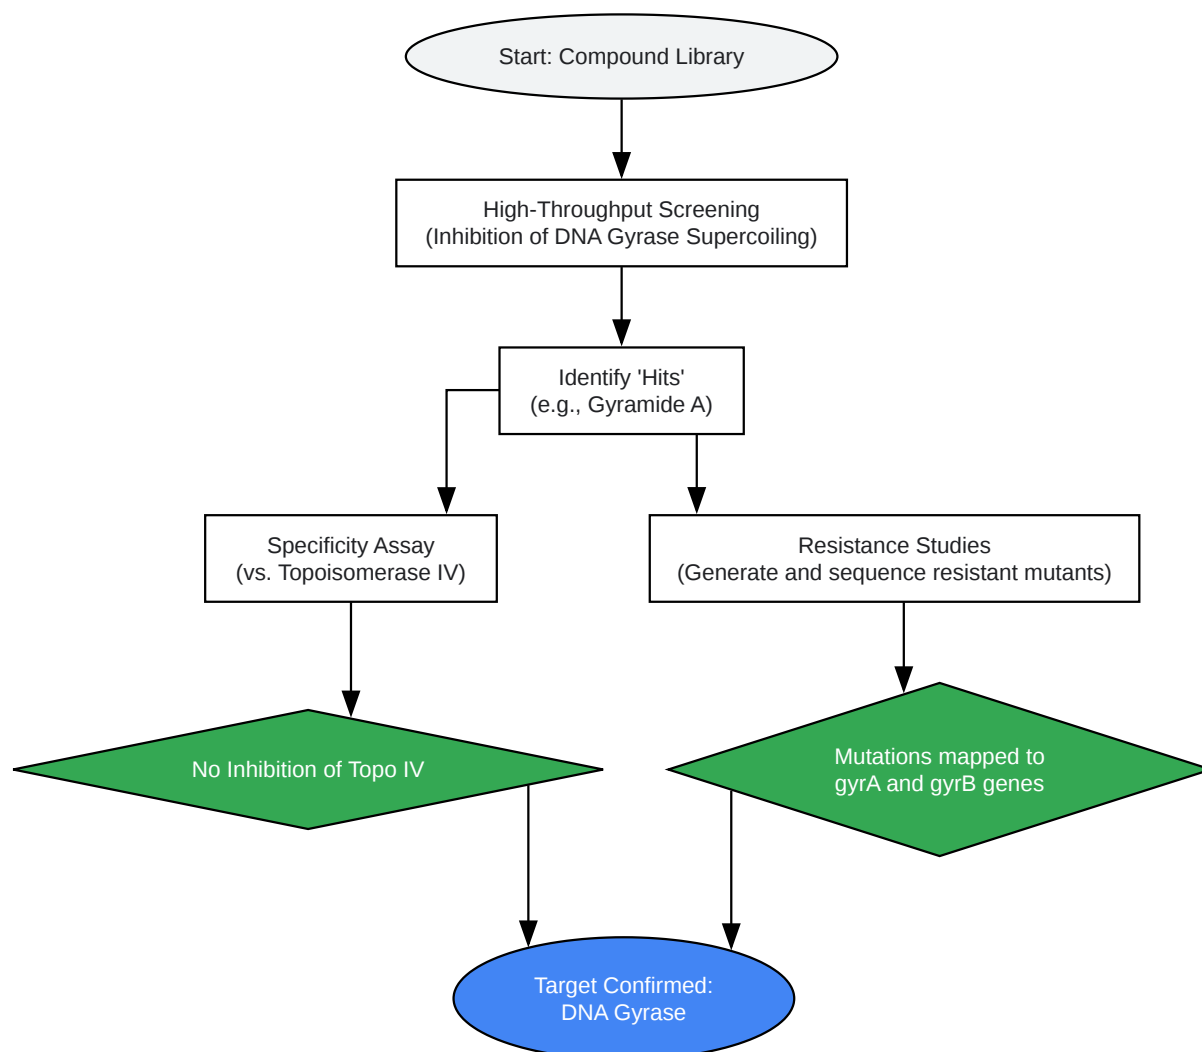 Start: Compound Library
High-Throughput Screening
(Inhibition of DNA Gyrase Supercoiling)
Identify 'Hits'
(e.g., Gyramide A)
Specificity Assay
(vs. Topoisomerase IV)
Resistance Studies
(Generate and sequence resistant mutants)
No Inhibition of Topo IV
Mutations mapped to
gyrA and gyrB genes
Target Confirmed:
DNA Gyrase